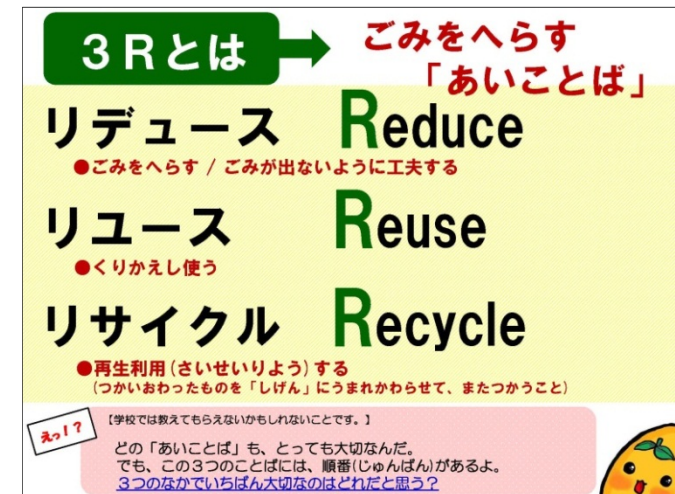 3Rとは
ごみをへらす
「あいことば」
リデュース Reduce
●ごみをへらす / ごみが出ないように工夫する
リユース Reuse
●くりかえし使う
リサイクル Recycle
●再生利用(さいせいりよう)する
(つかいおわったものを「しげん」にうまれかわらせて、またつかうこと)
えっ!?
【学校では教えてもらえないかもしれないことです。】
どの「あいことば」も、とっても大切なんだ。
でも、この3つのことばには、順番(じゅんばん)があるよ。
3つのなかでいちばん大切なのはどれだと思う?